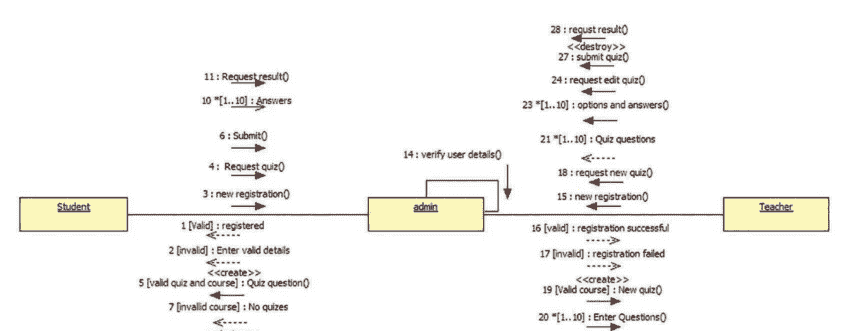 28 : requst result()
<<destroy>>
27 : submit quiz()
11 : Request result()
24 : request edit quiz()
10 *[1..10] : Answers
23 *[1..10] : options and answers()
6 : Submit()
21 *[1..10] : Quiz questions
14 : verify user details()
4 : Request quiz()
18 : request new quiz()
3 : new registration()
15 : new registration()
Student
admin
Teacher
1 [Valid] : registered
16 [valid] : registration successful
2 [invalid] : Enter valid details
17 [invalid] : registration failed
<<create>>
<<create>>
5 [valid quiz and course] : Quiz question()
19 [Valid course] : New quiz()
7 [invallid course] : No quizes
20 *[1..10] : Enter Questions()